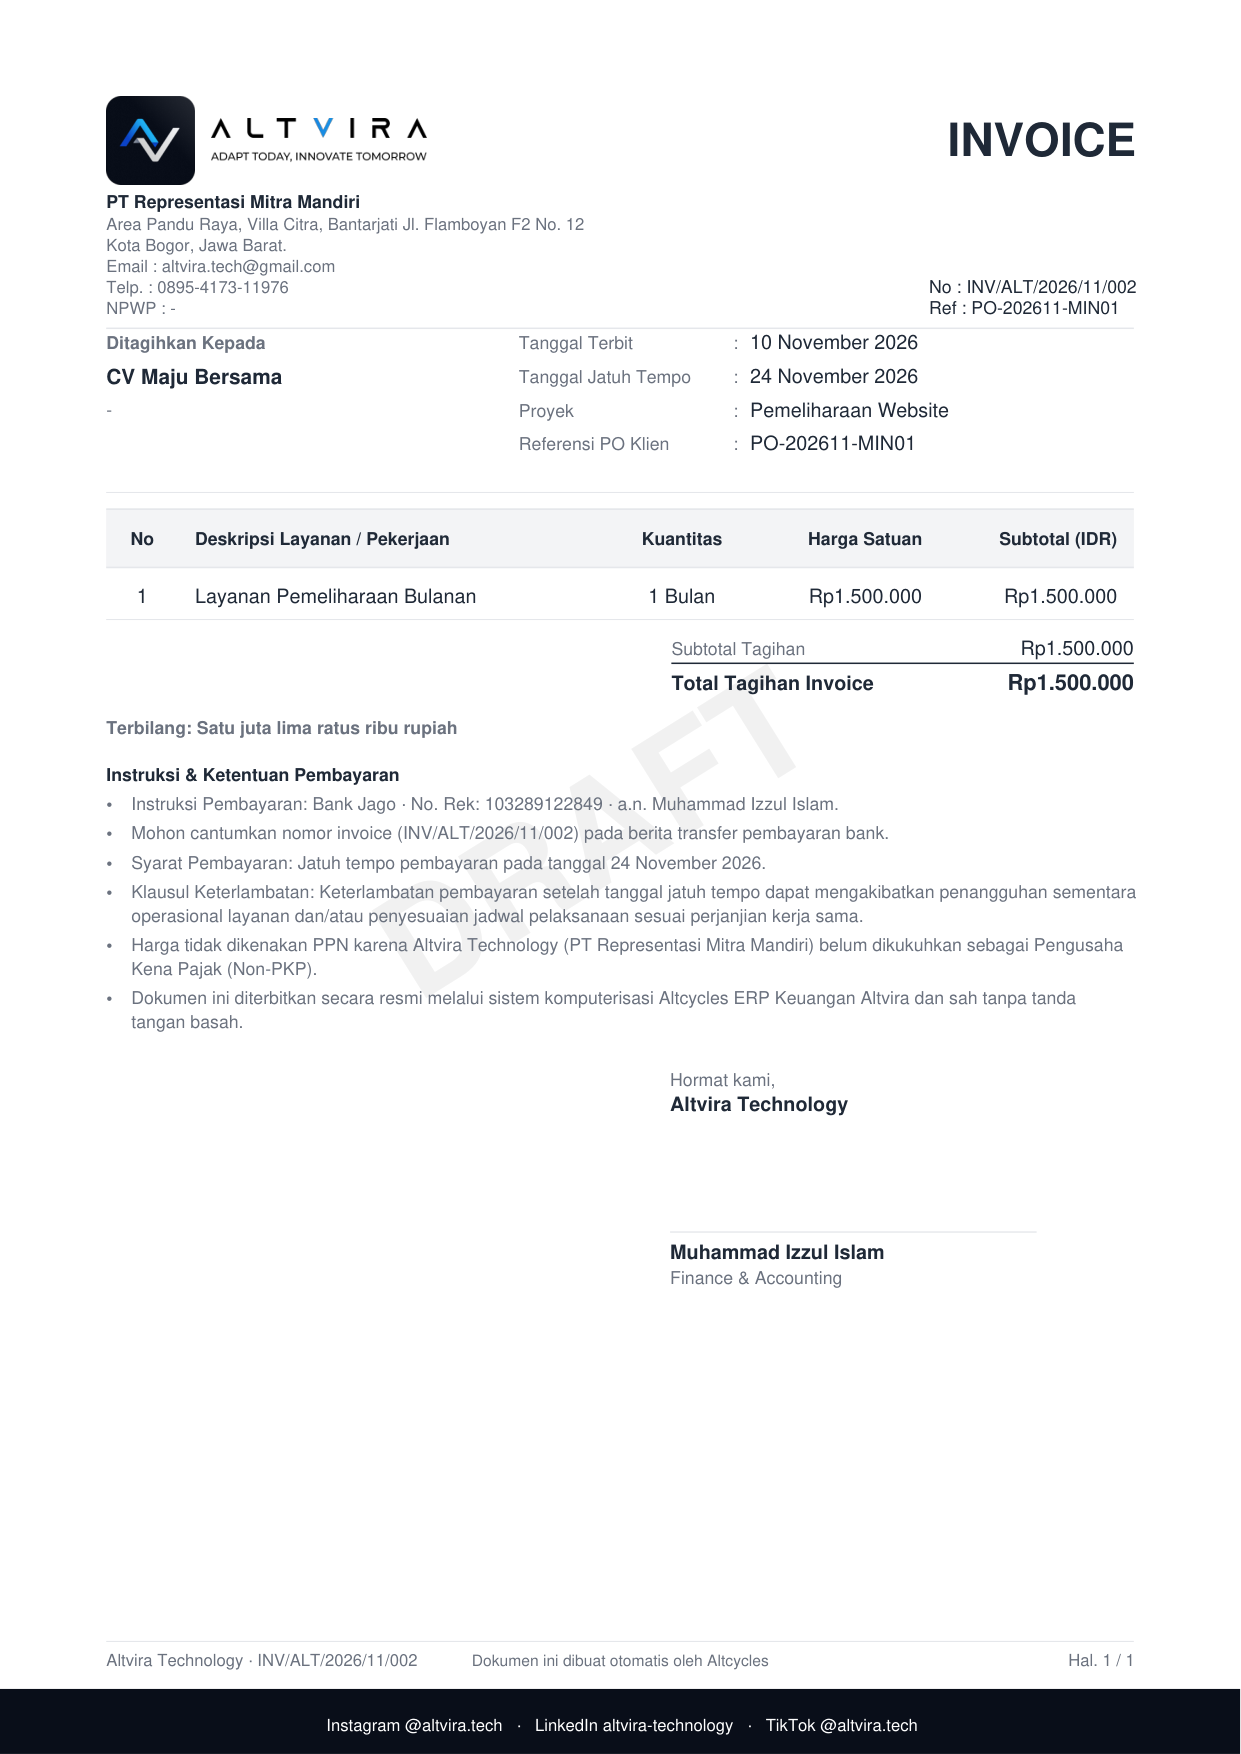 ALTVIRA
ADAPT TODAY, INNOVATE TOMORROW
INVOICE
PT Representasi Mitra Mandiri
Area Pandu Raya, Villa Citra, Bantarjati Jl. Flamboyan F2 No. 12
Kota Bogor, Jawa Barat.
Email : altvira.tech@gmail.com
Telp. : 0895-4173-11976
NPWP : -
No : INV/ALT/2026/11/002
Ref : PO-202611-MIN01
Ditagihkan Kepada
CV Maju Bersama
-
Tanggal Terbit : 10 November 2026
Tanggal Jatuh Tempo : 24 November 2026
Proyek : Pemeliharaan Website
Referensi PO Klien : PO-202611-MIN01
No Deskripsi Layanan / Pekerjaan Kuantitas Harga Satuan Subtotal (IDR)
1 Layanan Pemeliharaan Bulanan 1 Bulan Rp1.500.000 Rp1.500.000
Subtotal Tagihan Rp1.500.000
Total Tagihan Invoice Rp1.500.000
DRAFT
Terbilang: Satu juta lima ratus ribu rupiah
Instruksi & Ketentuan Pembayaran
• Instruksi Pembayaran: Bank Jago · No. Rek: 103289122849 · a.n. Muhammad Izzul Islam.
• Mohon cantumkan nomor invoice (INV/ALT/2026/11/002) pada berita transfer pembayaran bank.
• Syarat Pembayaran: Jatuh tempo pembayaran pada tanggal 24 November 2026.
• Klausul Keterlambatan: Keterlambatan pembayaran setelah tanggal jatuh tempo dapat mengakibatkan penangguhan sementara
operasional layanan dan/atau penyesuaian jadwal pelaksanaan sesuai perjanjian kerja sama.
• Harga tidak dikenakan PPN karena Altvira Technology (PT Representasi Mitra Mandiri) belum dikukuhkan sebagai Pengusaha
Kena Pajak (Non-PKP).
• Dokumen ini diterbitkan secara resmi melalui sistem komputerisasi Altcycles ERP Keuangan Altvira dan sah tanpa tanda
tangan basah.
Hormat kami,
Altvira Technology
Muhammad Izzul Islam
Finance & Accounting
Altvira Technology · INV/ALT/2026/11/002 Dokumen ini dibuat otomatis oleh Altcycles Hal. 1 / 1
Instagram @altvira.tech · LinkedIn altvira-technology · TikTok @altvira.tech